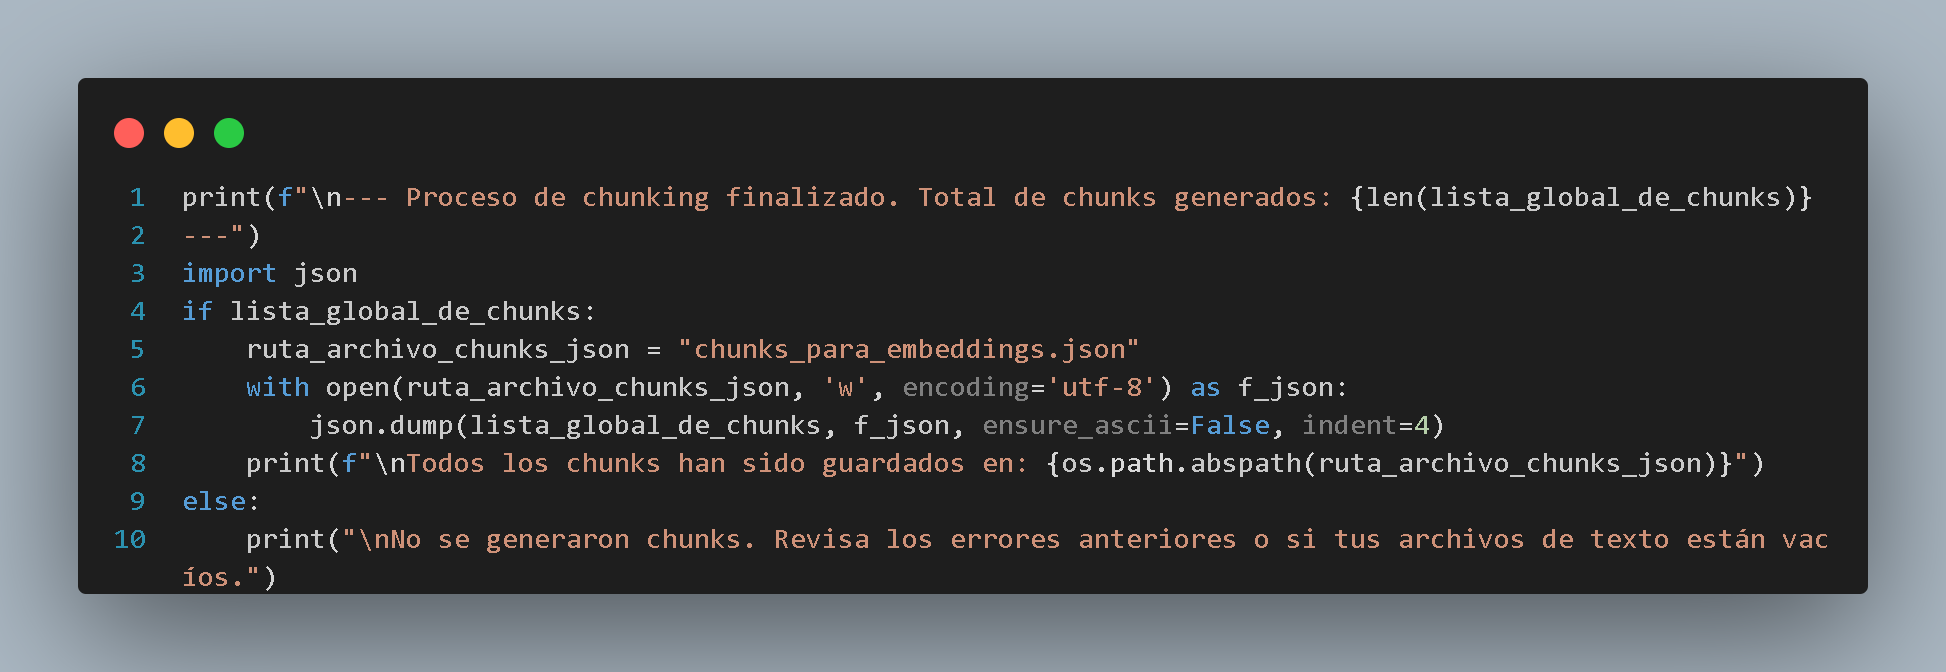 1 print(f"\n--- Proceso de chunking finalizado. Total de chunks generados: {len(lista_global_de_chunks)}
2 ---")
3 import json
4 if lista_global_de_chunks:
5     ruta_archivo_chunks_json = "chunks_para_embeddings.json"
6     with open(ruta_archivo_chunks_json, 'w', encoding='utf-8') as f_json:
7         json.dump(lista_global_de_chunks, f_json, ensure_ascii=False, indent=4)
8     print(f"\nTodos los chunks han sido guardados en: {os.path.abspath(ruta_archivo_chunks_json)}")
9 else:
10     print("\nNo se generaron chunks. Revisa los errores anteriores o si tus archivos de texto están vac
íos.")